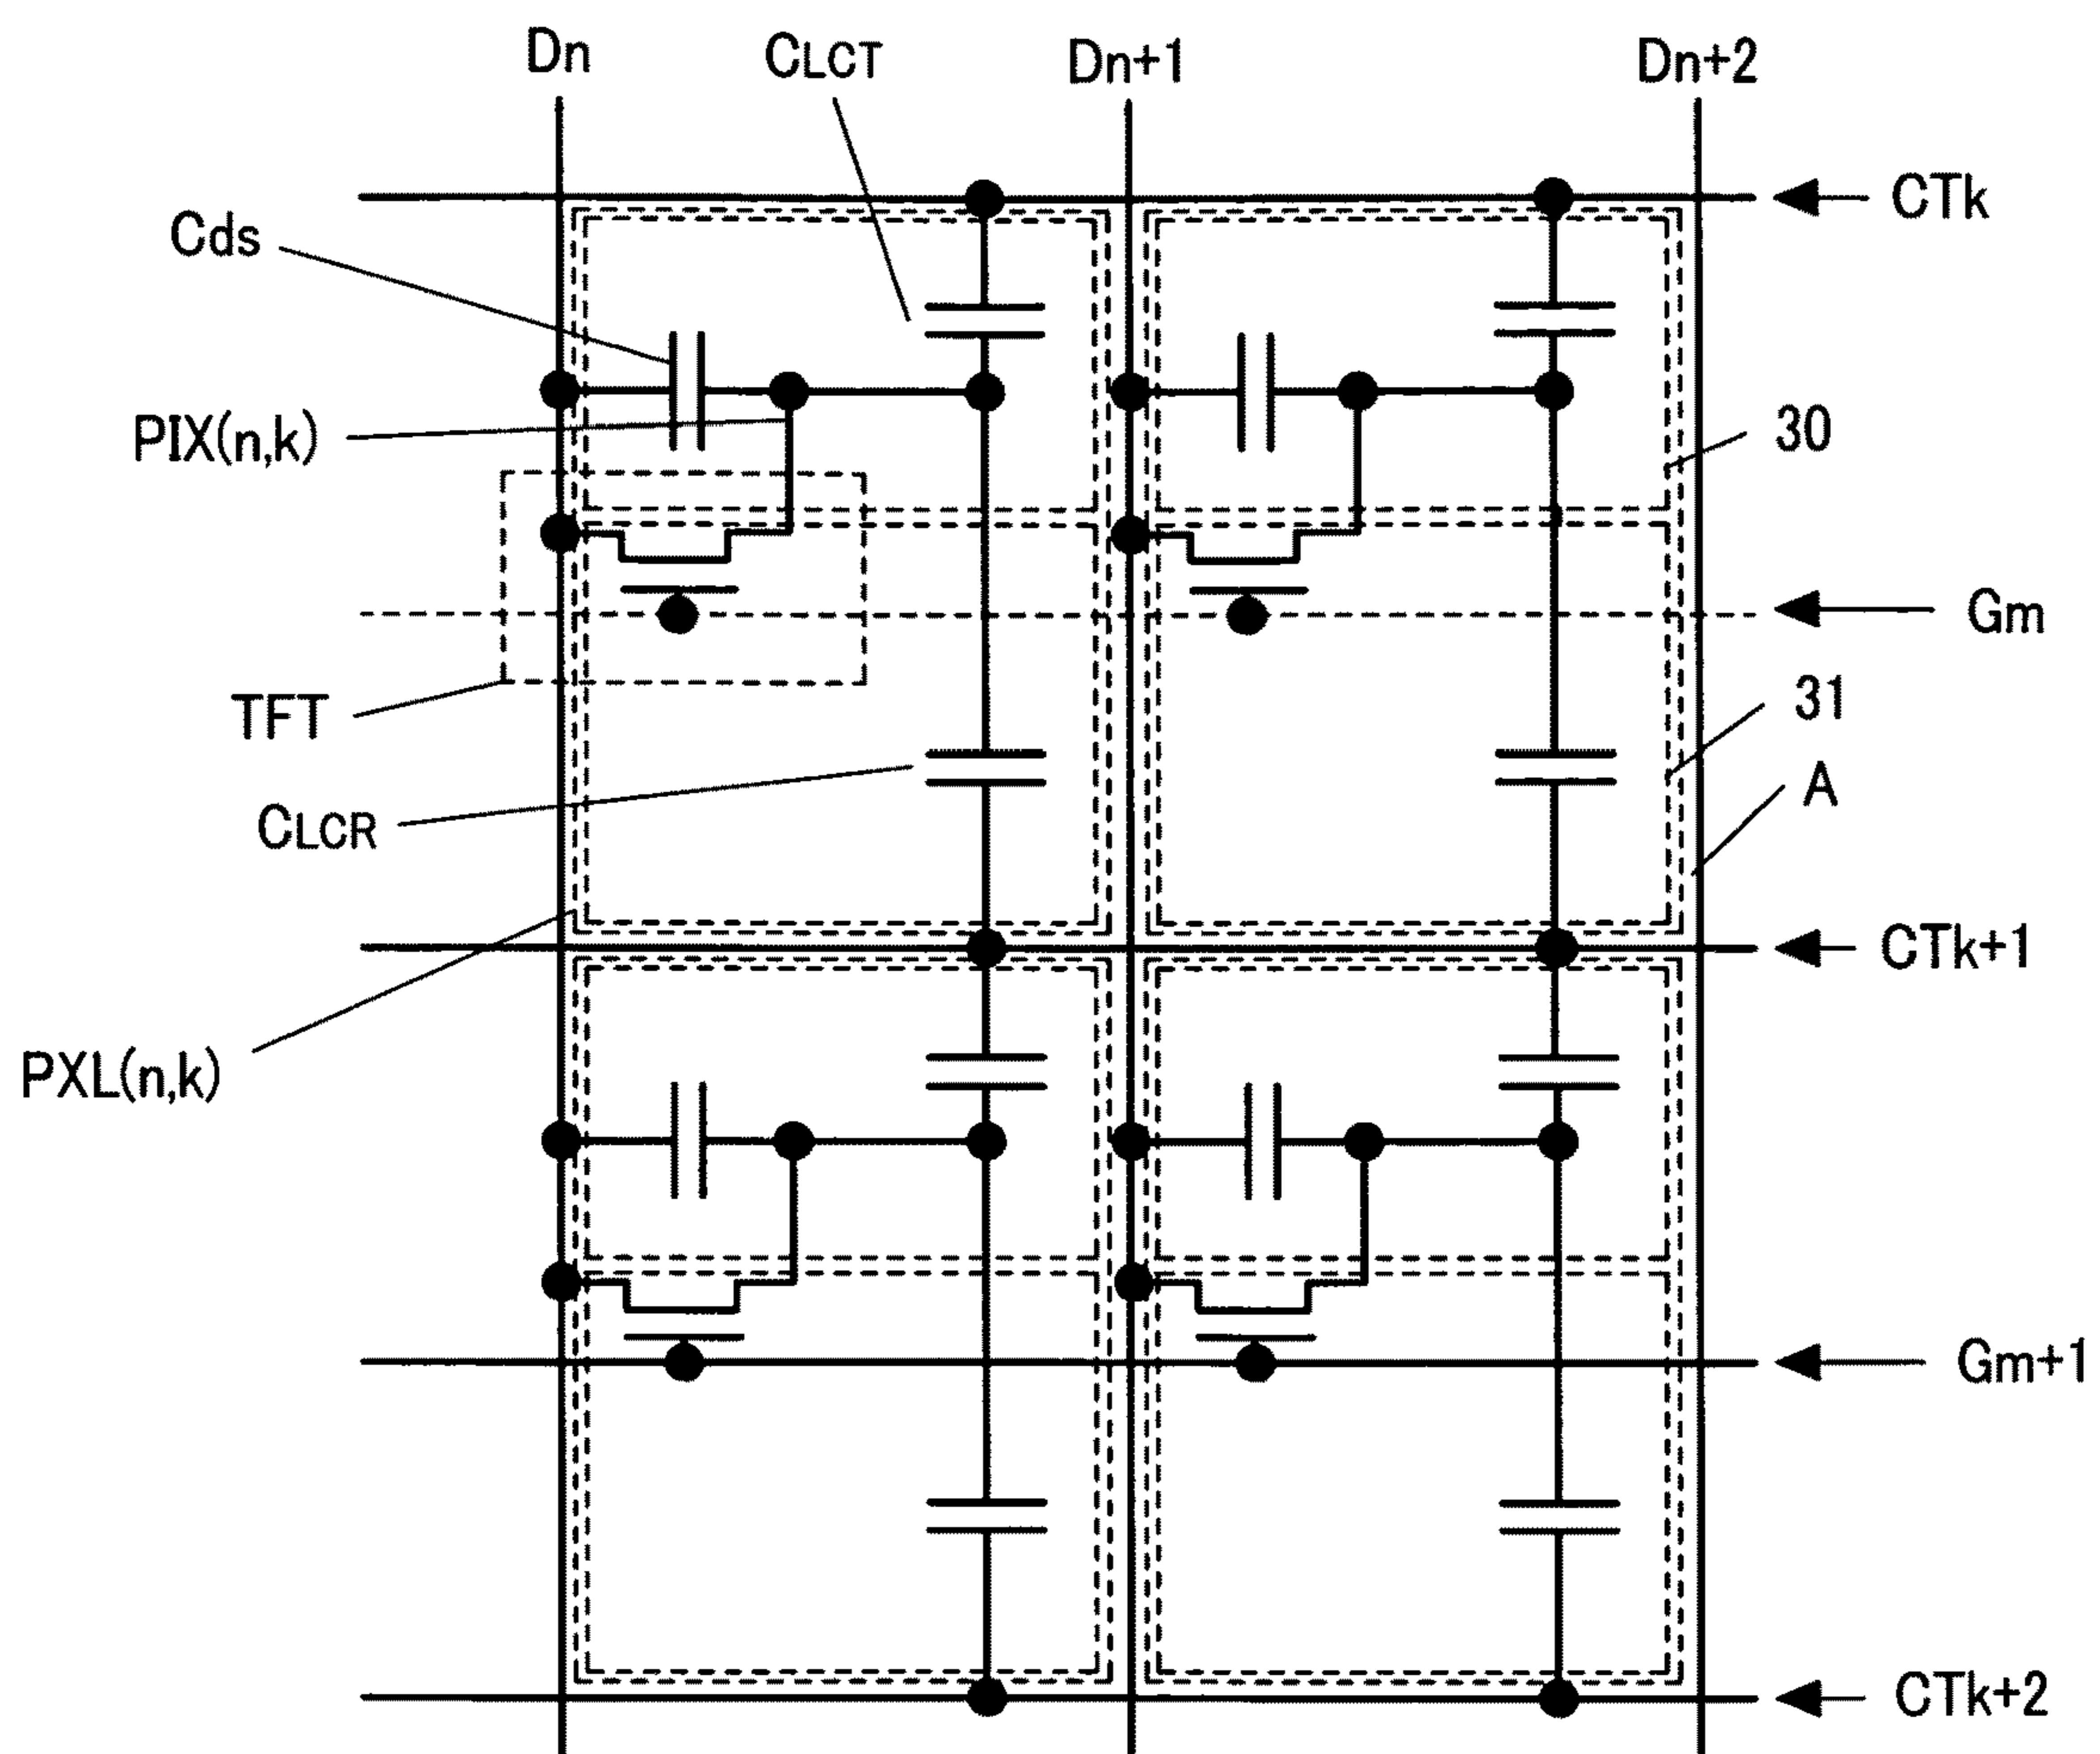 Dn
CLCT
Dn+1
Dn+2
CTk
Cds
PIX(n,k)
30
Gm
TFT
31
A
CLCR
CTk+1
PXL(n,k)
Gm+1
CTk+2